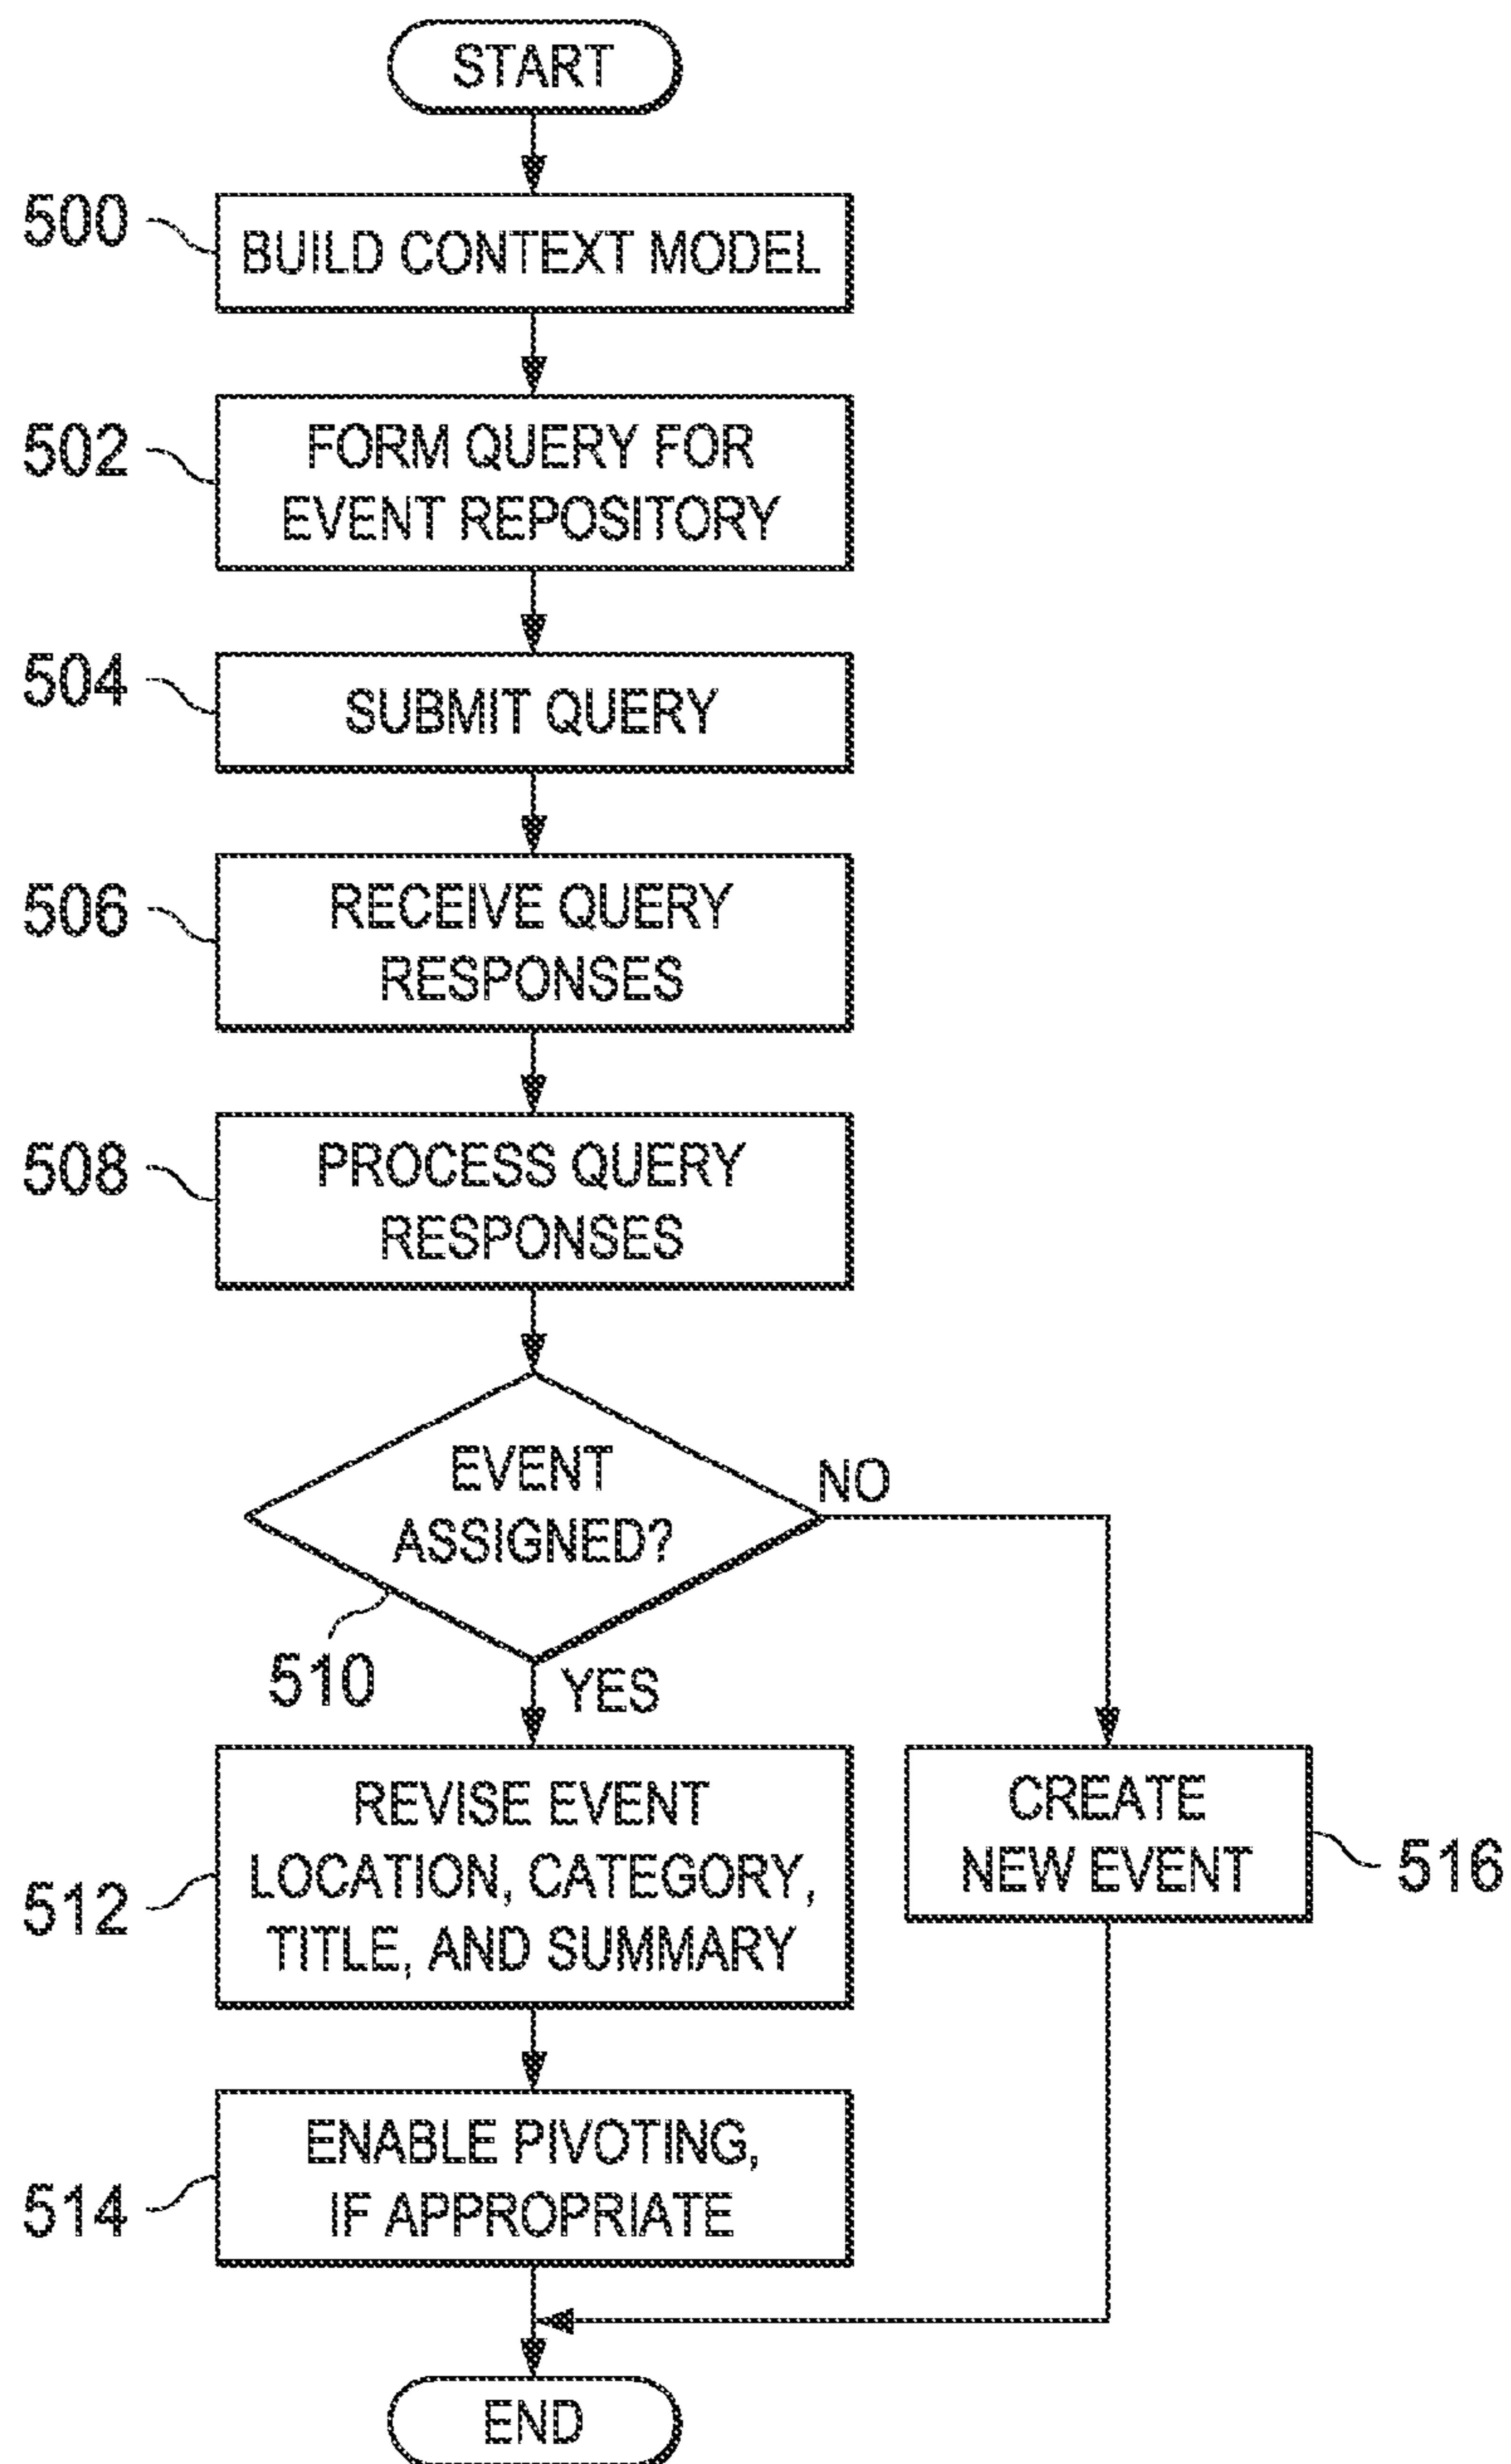 START
500
BUILD CONTEXT MODEL
502
FORM QUERY FOR
EVENT REPOSITORY
504
SUBMIT QUERY
506
RECEIVE QUERY
RESPONSES
508
PROCESS QUERY
RESPONSES
EVENT
ASSIGNED?
NO
510
YES
512
REVISE EVENT
LOCATION, CATEGORY,
TITLE, AND SUMMARY
CREATE
NEW EVENT
516
514
ENABLE PIVOTING,
IF APPROPRIATE
END